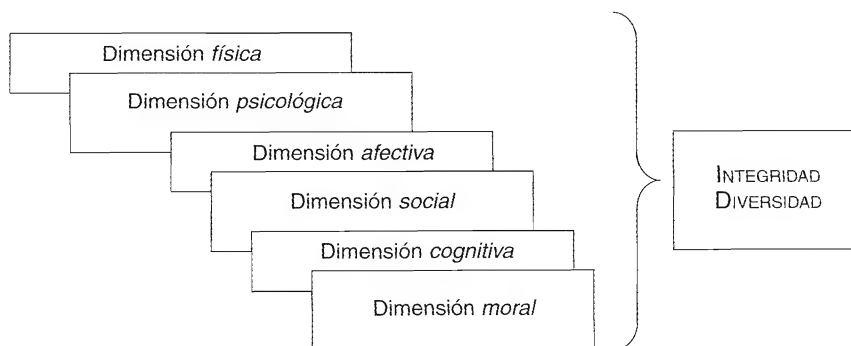 Dimensión física
Dimensión psicológica
Dimensión afectiva
Dimensión social
Dimensión cognitiva
Dimensión moral
INTEGRIDAD
DIVERSIDAD